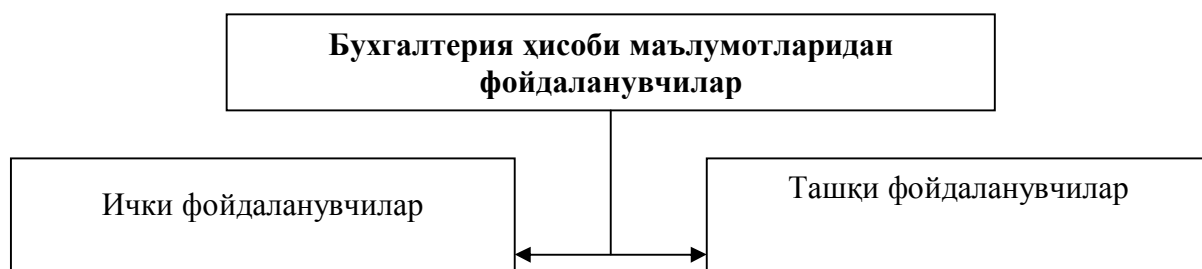 Бухгалтерия ҳисоби маълумотларидан
фойдаланувчилар
Ички фойдаланувчилар
Ташқи фойдаланувчилар